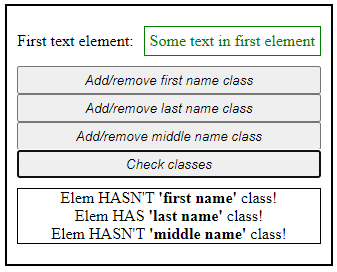 First text element: Some text in first element
Add/remove first name class
Add/remove last name class
Add/remove middle name class
Check classes
Elem HASN'T 'first name' class!
Elem HAS 'last name' class!
Elem HASN'T 'middle name' class!